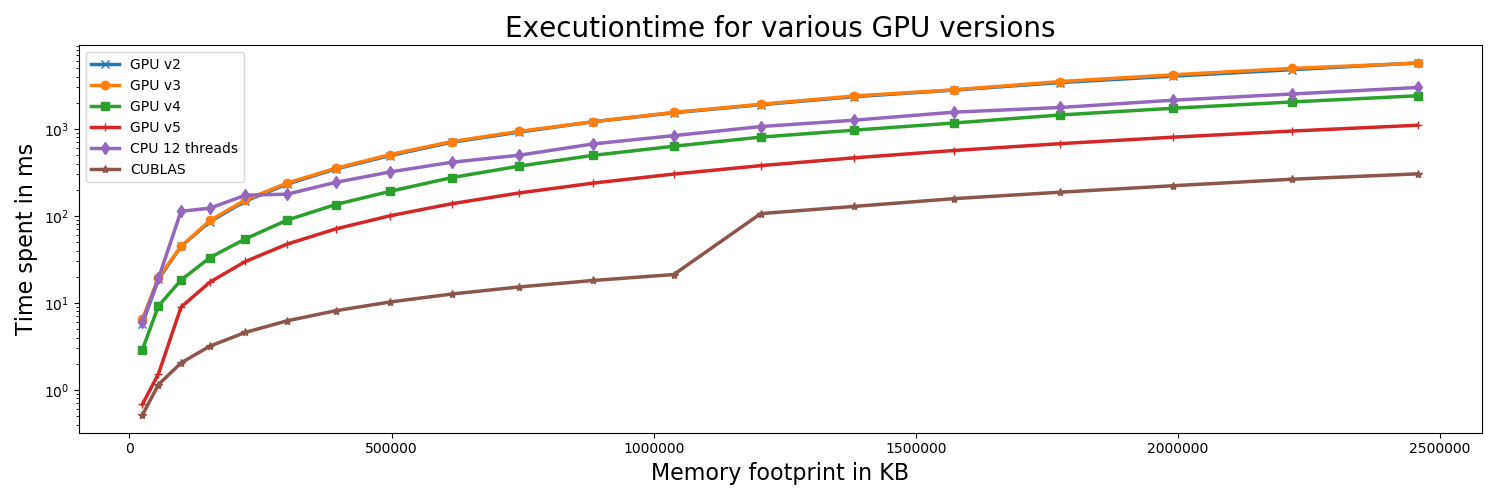 Executiontime for various GPU versions
GPU v2
GPU v3
GPU v4
GPU v5
CPU 12 threads
CUBLAS
Time spent in ms
10³
10²
10¹
10⁰
0 500000 1000000 1500000 2000000 2500000
Memory footprint in KB